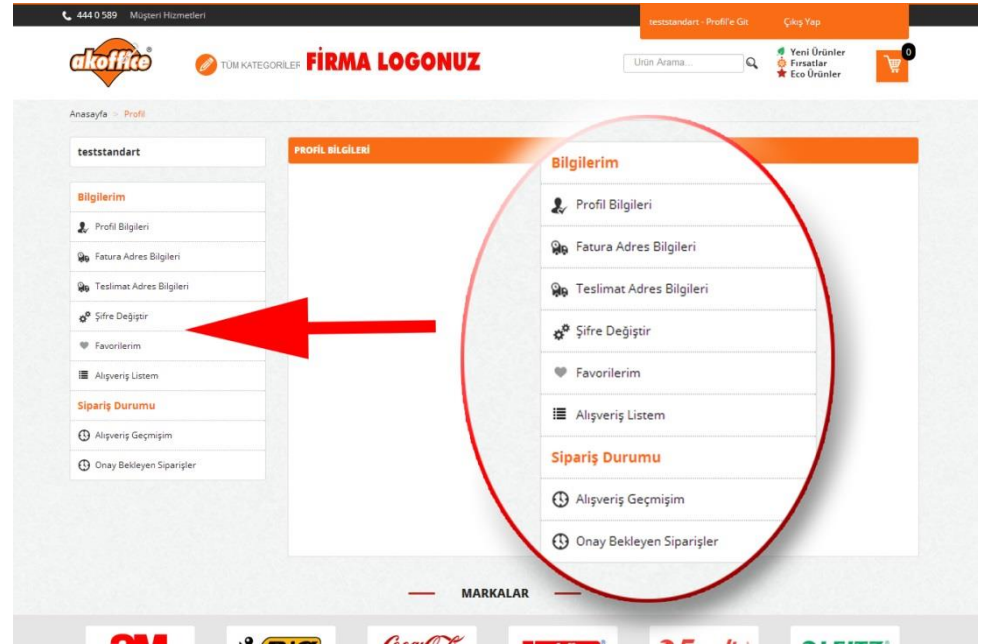 444 0 589 Müşteri Hizmetleri
teststandart - Profil'e Git Çıkış Yap
akoffice
TÜM KATEGORİLER
FİRMA LOGONUZ
Ürün Arama...
Yeni Ürünler
Fırsatlar
Eco Ürünler
0
Anasayfa > Profil
teststandart
PROFİL BİLGİLERİ
Bilgilerim
Profil Bilgileri
Fatura Adres Bilgileri
Teslimat Adres Bilgileri
Şifre Değiştir
Favorilerim
Alışveriş Listem
Sipariş Durumu
Alışveriş Geçmişim
Onay Bekleyen Siparişler
Bilgilerim
Profil Bilgileri
Fatura Adres Bilgileri
Teslimat Adres Bilgileri
Şifre Değiştir
Favorilerim
Alışveriş Listem
Sipariş Durumu
Alışveriş Geçmişim
Onay Bekleyen Siparişler
MARKALAR
3M
BIC